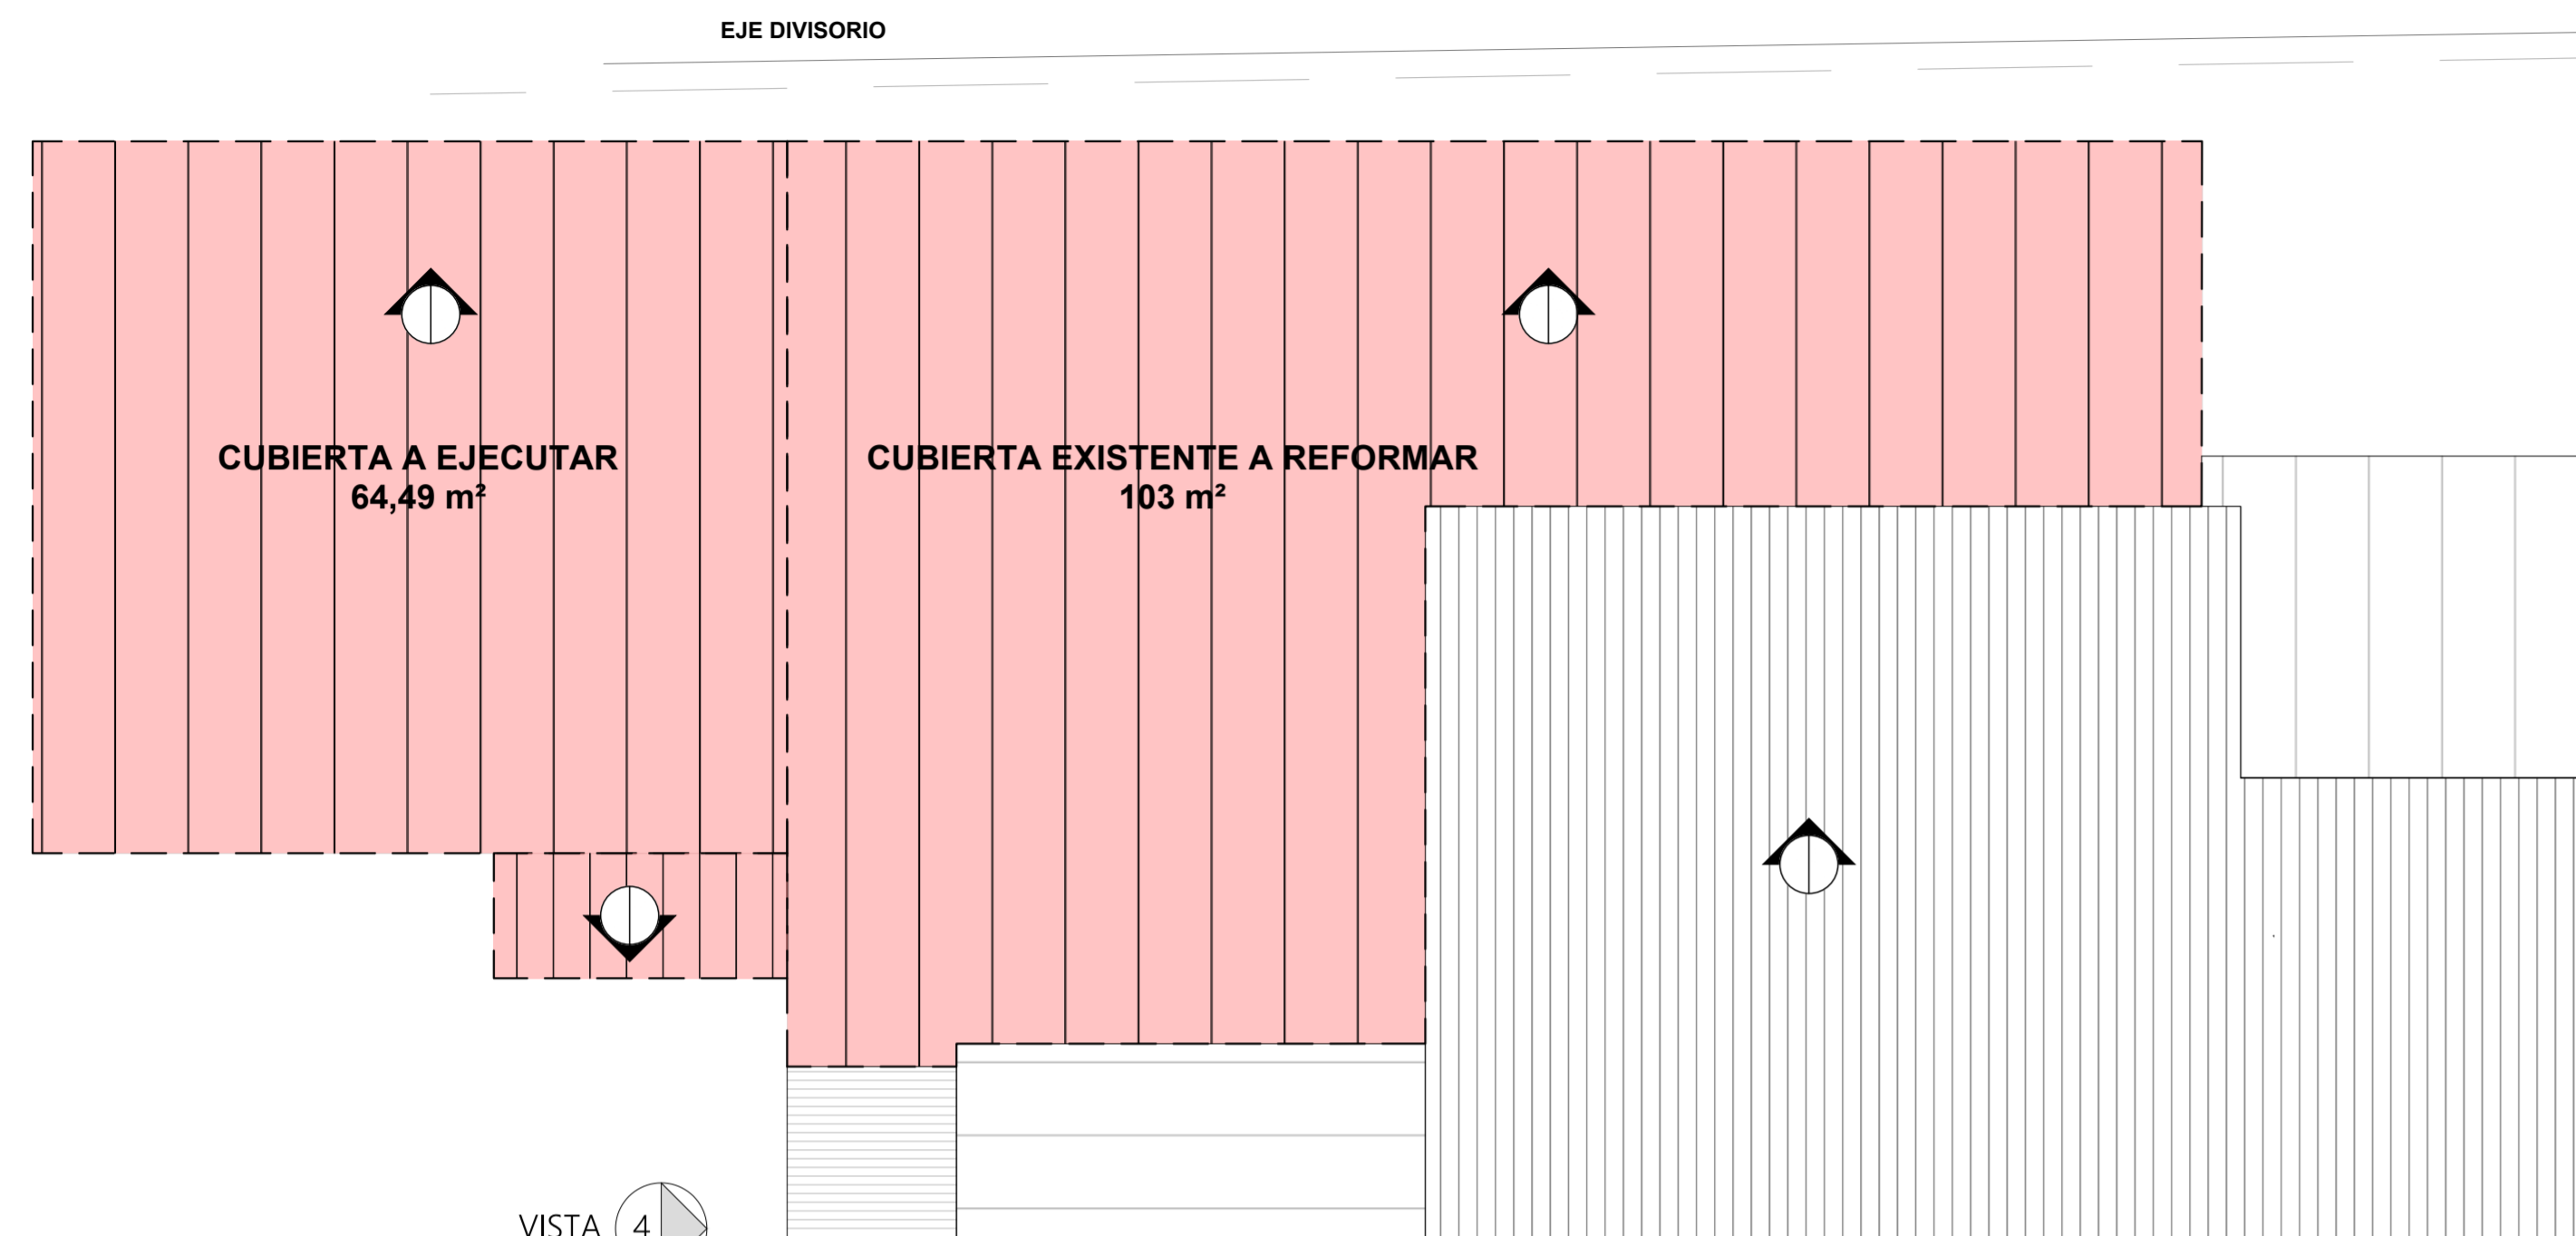 EJE DIVISORIO
CUBIERTA A EJECUTAR
64,49 m²
CUBIERTA EXISTENTE A REFORMAR
103 m²
VISTA 4